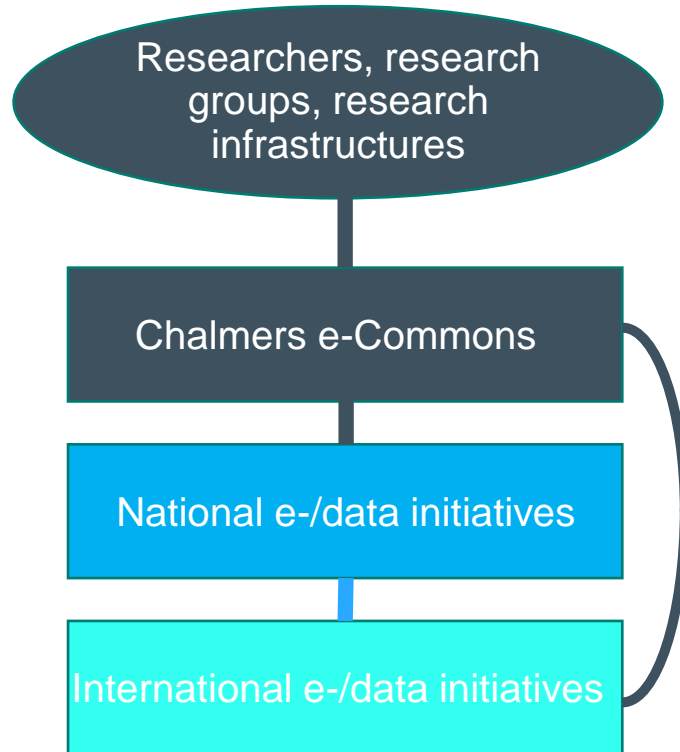 Researchers, research
groups, research
infrastructures
Chalmers e-Commons
National e-/data initiatives
International e-/data initiatives